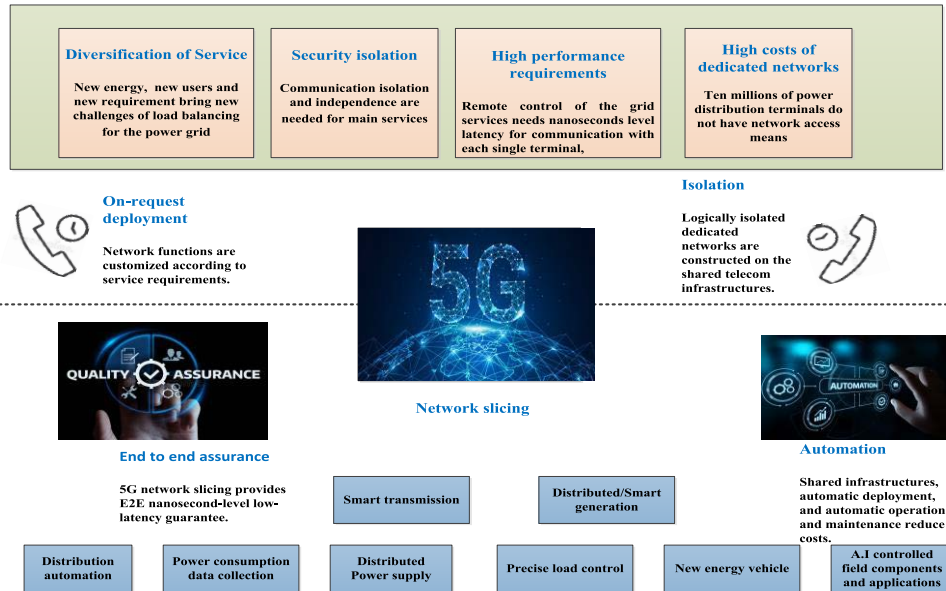 Diversification of Service
New energy, new users and
new requirement bring new
challenges of load balancing
for the power grid
Security isolation
Communication isolation
and independence are
needed for main services
High performance
requirements
Remote control of the grid
services needs nanoseconds level
latency for communication with
each single terminal,
High costs of
dedicated networks
Ten millions of power
distribution terminals do
not have network access
means
On-request
deployment
Network functions are
customized according to
service requirements.
5G
Isolation
Logically isolated
dedicated
networks are
constructed on the
shared telecom
infrastructures.
QUALITY ASSURANCE
AUTOMATION
Network slicing
End to end assurance
5G network slicing provides
E2E nanosecond-level low-
latency guarantee.
Automation
Shared infrastructures,
automatic deployment,
and automatic operation
and maintenance reduce
costs.
Smart transmission
Distributed/Smart
generation
Distribution
automation
Power consumption
data collection
Distributed
Power supply
Precise load control
New energy vehicle
A.I controlled
field components
and applications